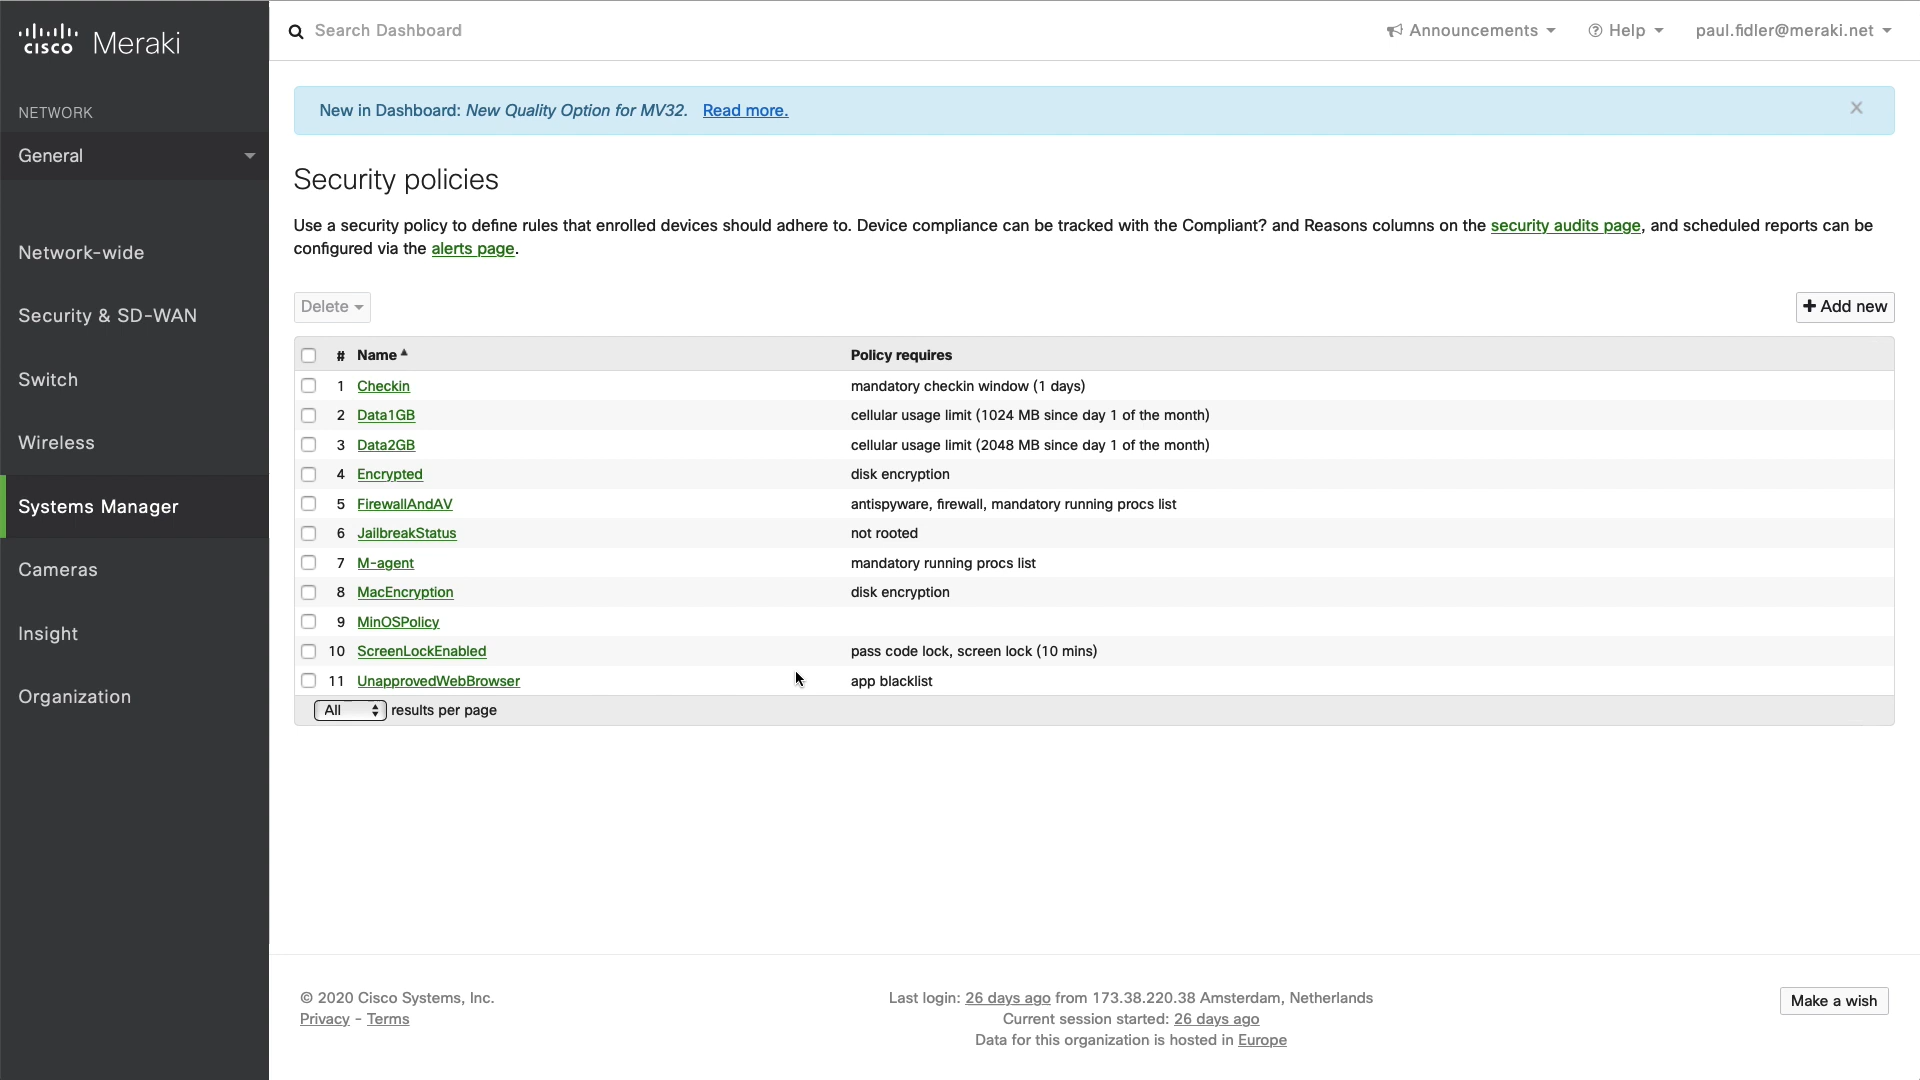 cisco Meraki
Search Dashboard
Announcements
Help
paul.fidler@meraki.net
NETWORK
General
Network-wide
Security & SD-WAN
Switch
Wireless
Systems Manager
Cameras
Insight
Organization
New in Dashboard: New Quality Option for MV32. Read more.
×
Security policies
Use a security policy to define rules that enrolled devices should adhere to. Device compliance can be tracked with the Compliant? and Reasons columns on the security audits page, and scheduled reports can be
configured via the alerts page.
Delete
+ Add new
# Name Policy requires
1 Checkin mandatory checkin window (1 days)
2 Data1GB cellular usage limit (1024 MB since day 1 of the month)
3 Data2GB cellular usage limit (2048 MB since day 1 of the month)
4 Encrypted disk encryption
5 FirewallAndAV antispyware, firewall, mandatory running procs list
6 JailbreakStatus not rooted
7 M-agent mandatory running procs list
8 MacEncryption disk encryption
9 MinOSPolicy
10 ScreenLockEnabled pass code lock, screen lock (10 mins)
11 UnapprovedWebBrowser app blacklist
All results per page
© 2020 Cisco Systems, Inc.
Privacy - Terms
Last login: 26 days ago from 173.38.220.38 Amsterdam, Netherlands
Current session started: 26 days ago
Data for this organization is hosted in Europe
Make a wish